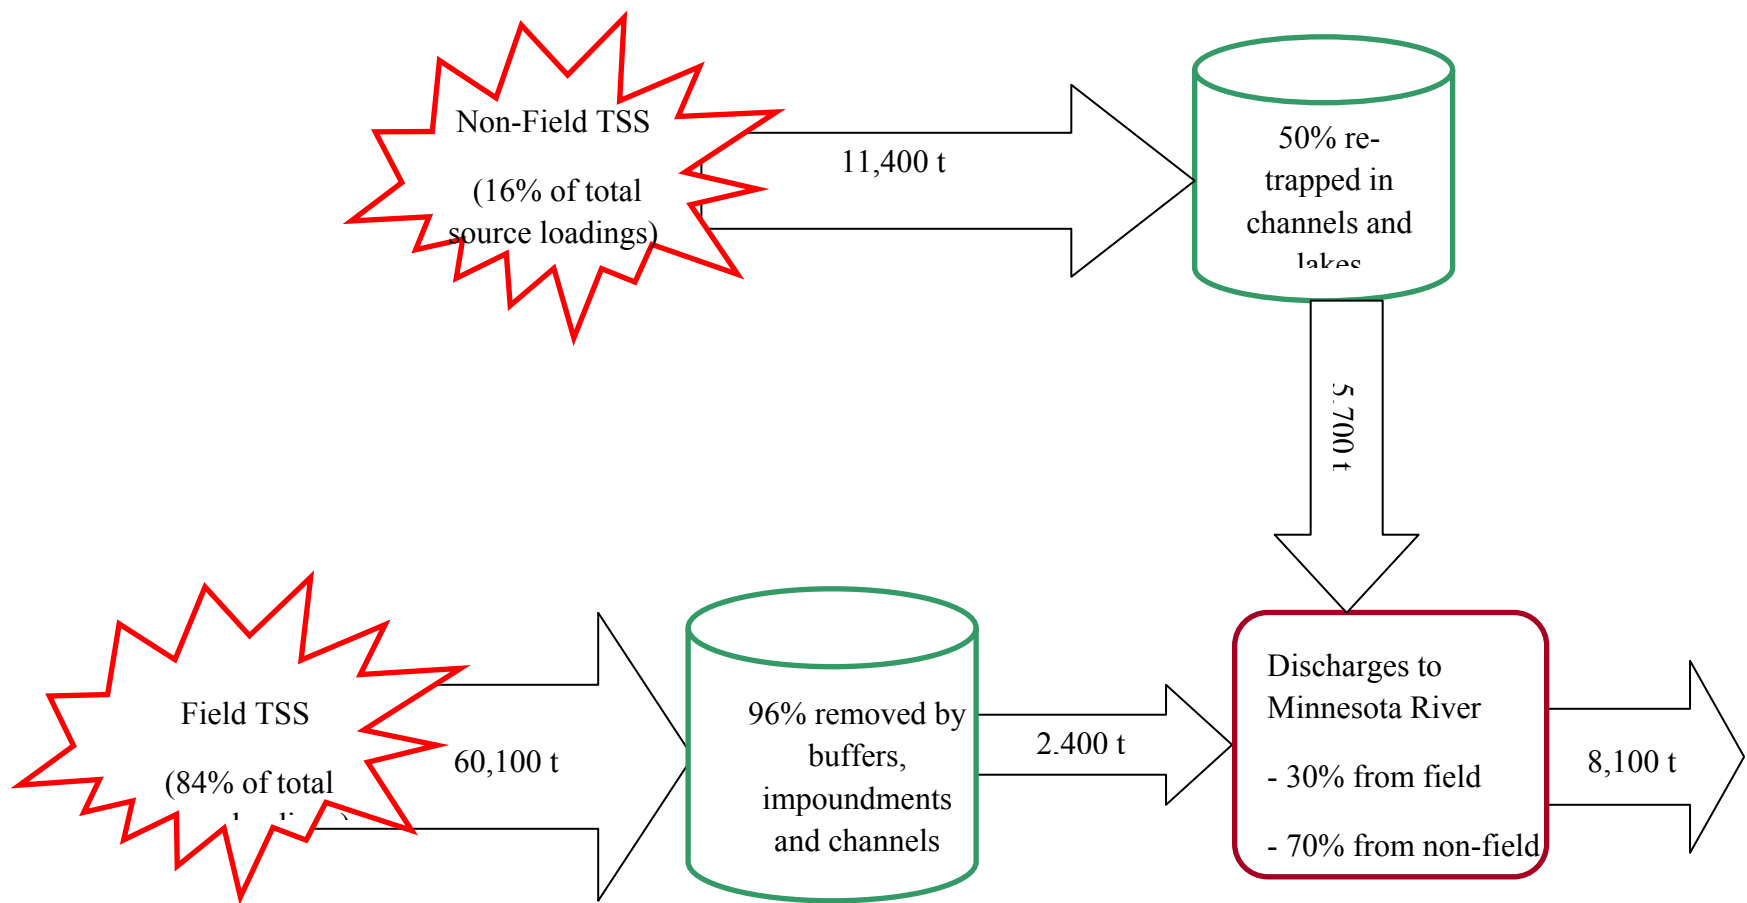 Non-Field TSS
(16% of total
source loadings)
11,400 t
50% re-
trapped in
channels and
lakes
5,700 t
Field TSS
(84% of total
60,100 t
96% removed by
buffers,
impoundments
and channels
2,400 t
Discharges to
Minnesota River
- 30% from field
- 70% from non-field
8,100 t